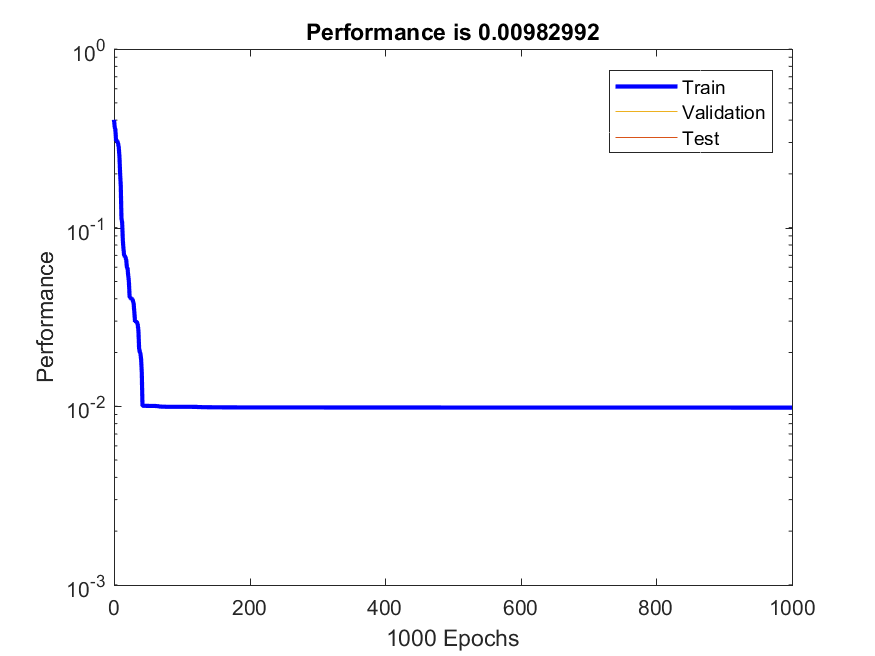 Performance is 0.00982992
10^0
Train
Validation
Test
10^-1
Performance
10^-2
10^-3
0 200 400 600 800 1000
1000 Epochs